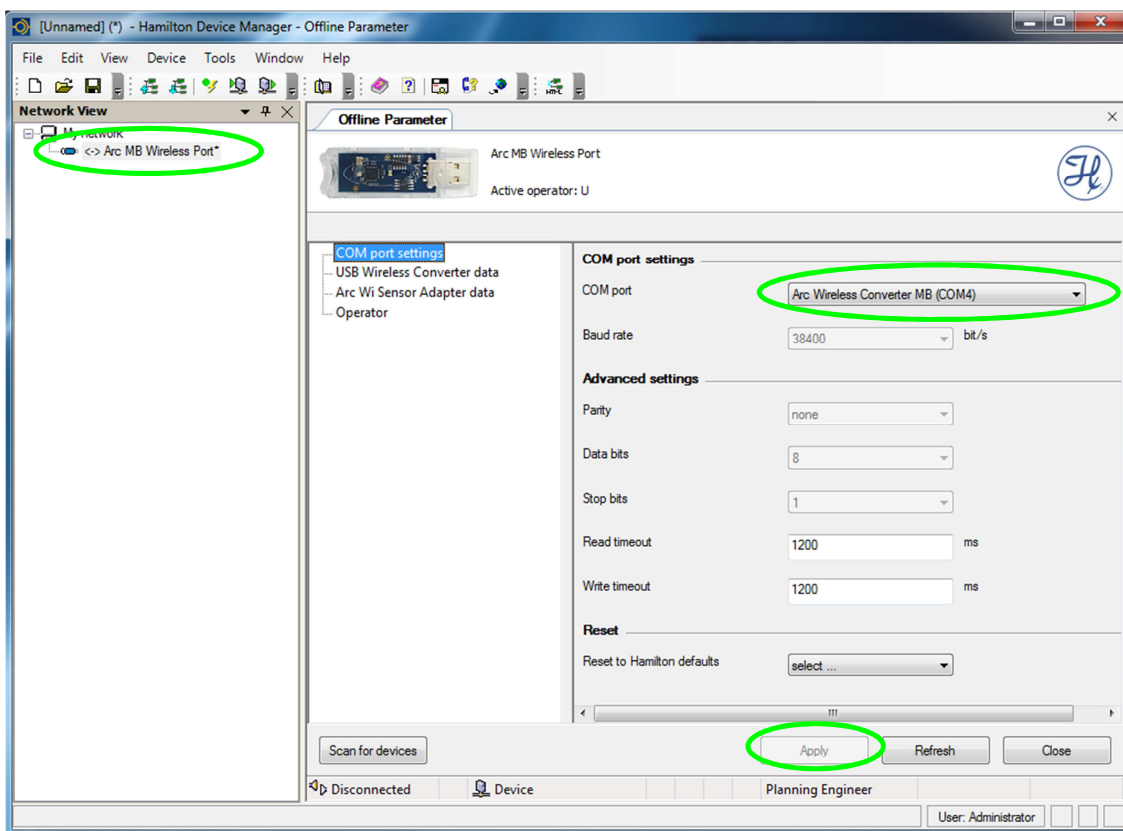 [Unnamed] (*) - Hamilton Device Manager - Offline Parameter
File Edit View Device Tools Window Help
Network View
My network
<-> Arc MB Wireless Port*
Offline Parameter
Arc MB Wireless Port
Active operator: U
COM port settings
USB Wireless Converter data
Arc Wi Sensor Adapter data
Operator
COM port settings
COM port Arc Wireless Converter MB (COM4)
Baud rate 38400 bit/s
Advanced settings
Parity none
Data bits 8
Stop bits 1
Read timeout 1200 ms
Write timeout 1200 ms
Reset
Reset to Hamilton defaults select ...
Scan for devices Apply Refresh Close
Disconnected Device Planning Engineer
User: Administrator